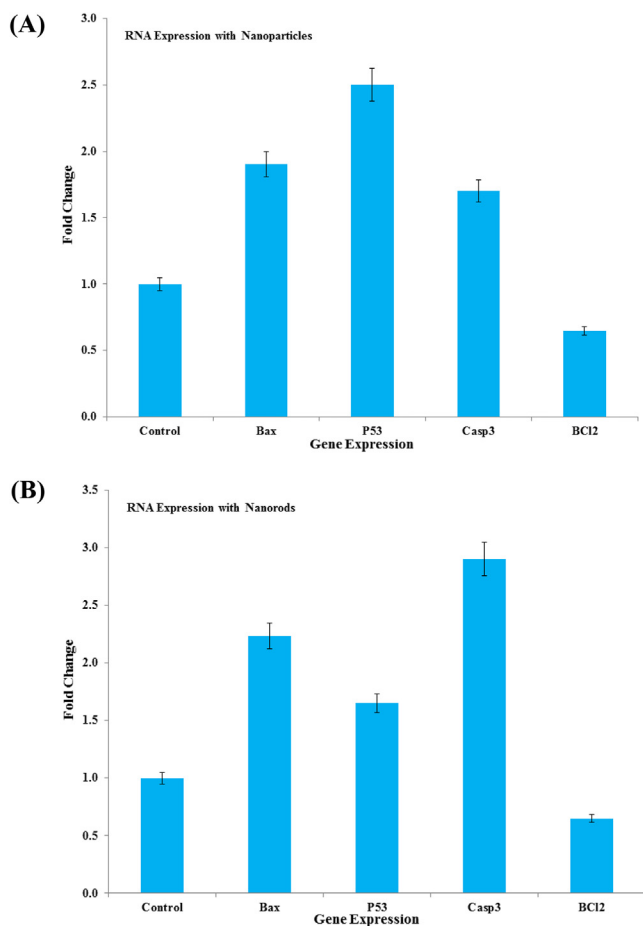 (A)
RNA Expression with Nanoparticles
3.0
2.5
2.0
1.5
1.0
0.5
0.0
Fold Change
Control Bax P53 Casp3 BCl2
Gene Expression
(B)
RNA Expression with Nanorods
3.5
3.0
2.5
2.0
1.5
1.0
0.5
0.0
Fold Change
Control Bax P53 Casp3 BCl2
Gene Expression